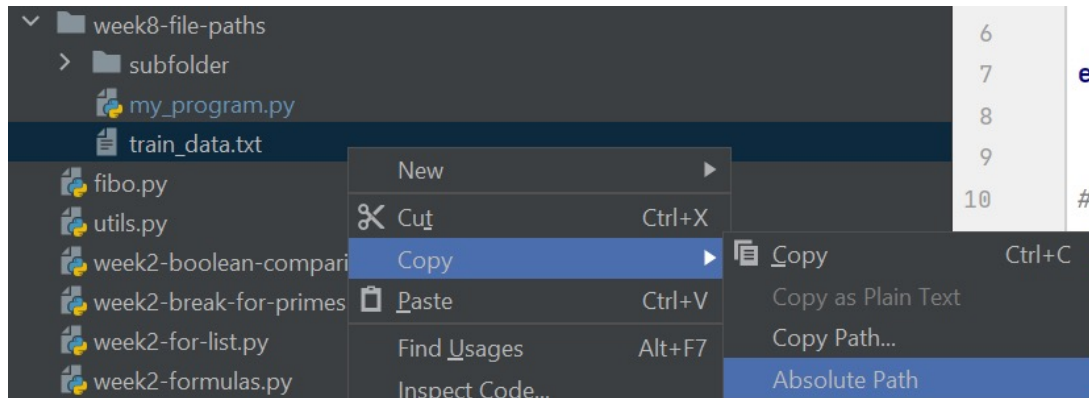 week8-file-paths
subfolder
my_program.py
train_data.txt
fibo.py
utils.py
week2-boolean-compari
week2-break-for-primes
week2-for-list.py
week2-formulas.py
6
7 e
8
9
10 #
New
Cut Ctrl+X
Copy
Paste Ctrl+V
Find Usages Alt+F7
Inspect Code...
Copy Ctrl+C
Copy as Plain Text
Copy Path...
Absolute Path